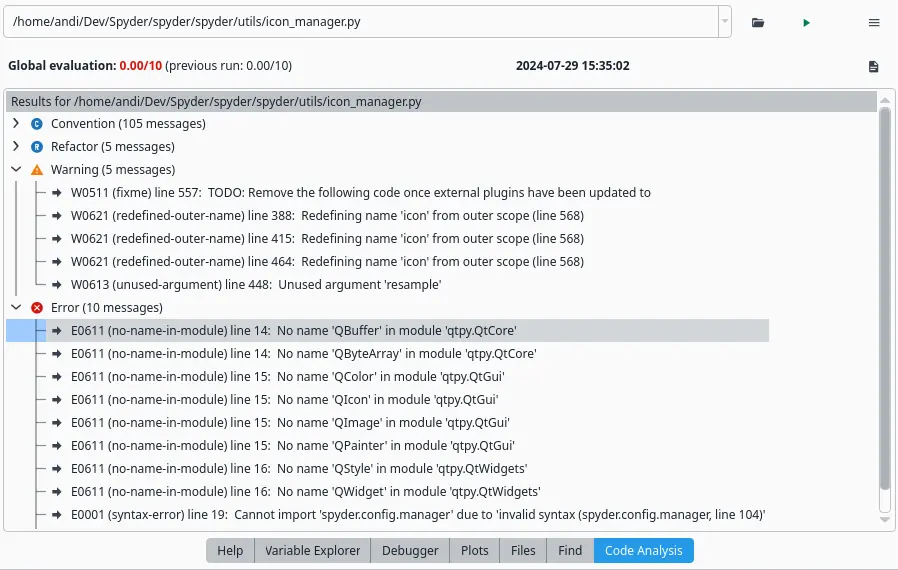 /home/andi/Dev/Spyder/spyder/spyder/utils/icon_manager.py
Global evaluation: 0.00/10 (previous run: 0.00/10) 2024-07-29 15:35:02
Results for /home/andi/Dev/Spyder/spyder/spyder/utils/icon_manager.py
C Convention (105 messages)
R Refactor (5 messages)
Warning (5 messages)
W0511 (fixme) line 557: TODO: Remove the following code once external plugins have been updated to
W0621 (redefined-outer-name) line 388: Redefining name 'icon' from outer scope (line 568)
W0621 (redefined-outer-name) line 415: Redefining name 'icon' from outer scope (line 568)
W0621 (redefined-outer-name) line 464: Redefining name 'icon' from outer scope (line 568)
W0613 (unused-argument) line 448: Unused argument 'resample'
Error (10 messages)
E0611 (no-name-in-module) line 14: No name 'QBuffer' in module 'qtpy.QtCore'
E0611 (no-name-in-module) line 14: No name 'QByteArray' in module 'qtpy.QtCore'
E0611 (no-name-in-module) line 15: No name 'QColor' in module 'qtpy.QtGui'
E0611 (no-name-in-module) line 15: No name 'QIcon' in module 'qtpy.QtGui'
E0611 (no-name-in-module) line 15: No name 'QImage' in module 'qtpy.QtGui'
E0611 (no-name-in-module) line 15: No name 'QPainter' in module 'qtpy.QtGui'
E0611 (no-name-in-module) line 16: No name 'QStyle' in module 'qtpy.QtWidgets'
E0611 (no-name-in-module) line 16: No name 'QWidget' in module 'qtpy.QtWidgets'
E0001 (syntax-error) line 19: Cannot import 'spyder.config.manager' due to 'invalid syntax (spyder.config.manager, line 104)'
Help Variable Explorer Debugger Plots Files Find Code Analysis